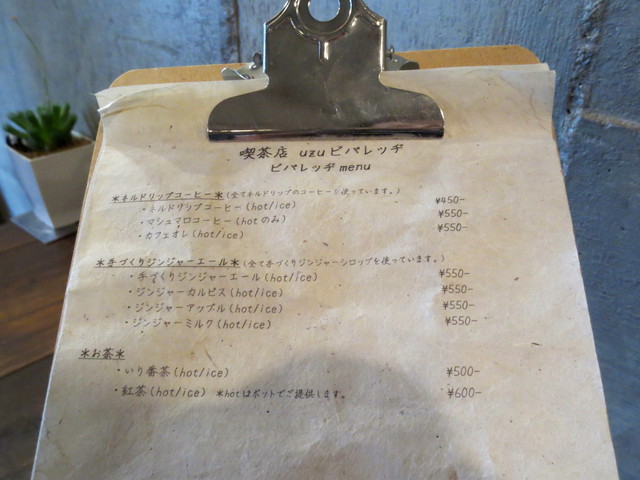 喫茶店 uzuビバレッヂ
ビバレッヂmenu
*ネルドリップコーヒー*(全てネルドリップのコーヒーを使っています。)
・ネルドリップコーヒー(hot/ice) ¥450-
・マシュマロコーヒー(hotのみ) ¥550-
・カフェオレ(hot/ice) ¥550-
*手づくりジンジャーエール*(全て手づくりジンジャーシロップを使っています。)
・手づくりジンジャーエール(hot/ice) ¥550-
・ジンジャーカルピス(hot/ice) ¥550-
・ジンジャーアップル(hot/ice) ¥550-
・ジンジャーミルク(hot/ice) ¥550-
*お茶*
・いり番茶(hot/ice) ¥500-
・紅茶(hot/ice) *hotはポットでご提供します。 ¥600-